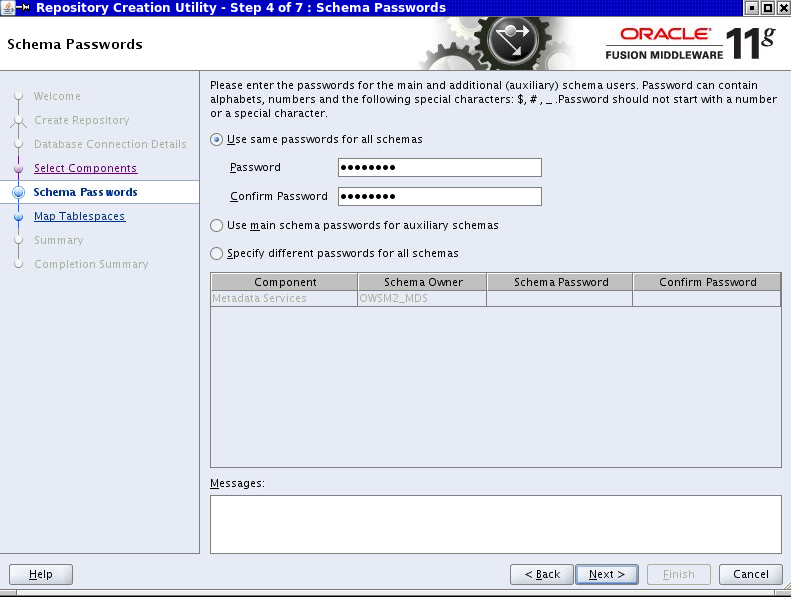 Repository Creation Utility - Step 4 of 7 : Schema Passwords
Schema Passwords
ORACLE
FUSION MIDDLEWARE
11g
Welcome
Create Repository
Database Connection Details
Select Components
Schema Passwords
Map Tablespaces
Summary
Completion Summary
Please enter the passwords for the main and additional (auxiliary) schema users. Password can contain
alphabets, numbers and the following special characters: $, # , _ .Password should not start with a number
or a special character.
Use same passwords for all schemas
Password ••••••••
Confirm Password ••••••••
Use main schema passwords for auxiliary schemas
Specify different passwords for all schemas
Component Schema Owner Schema Password Confirm Password
Metadata Services OWSM2_MDS
Messages:
Help < Back Next > Finish Cancel